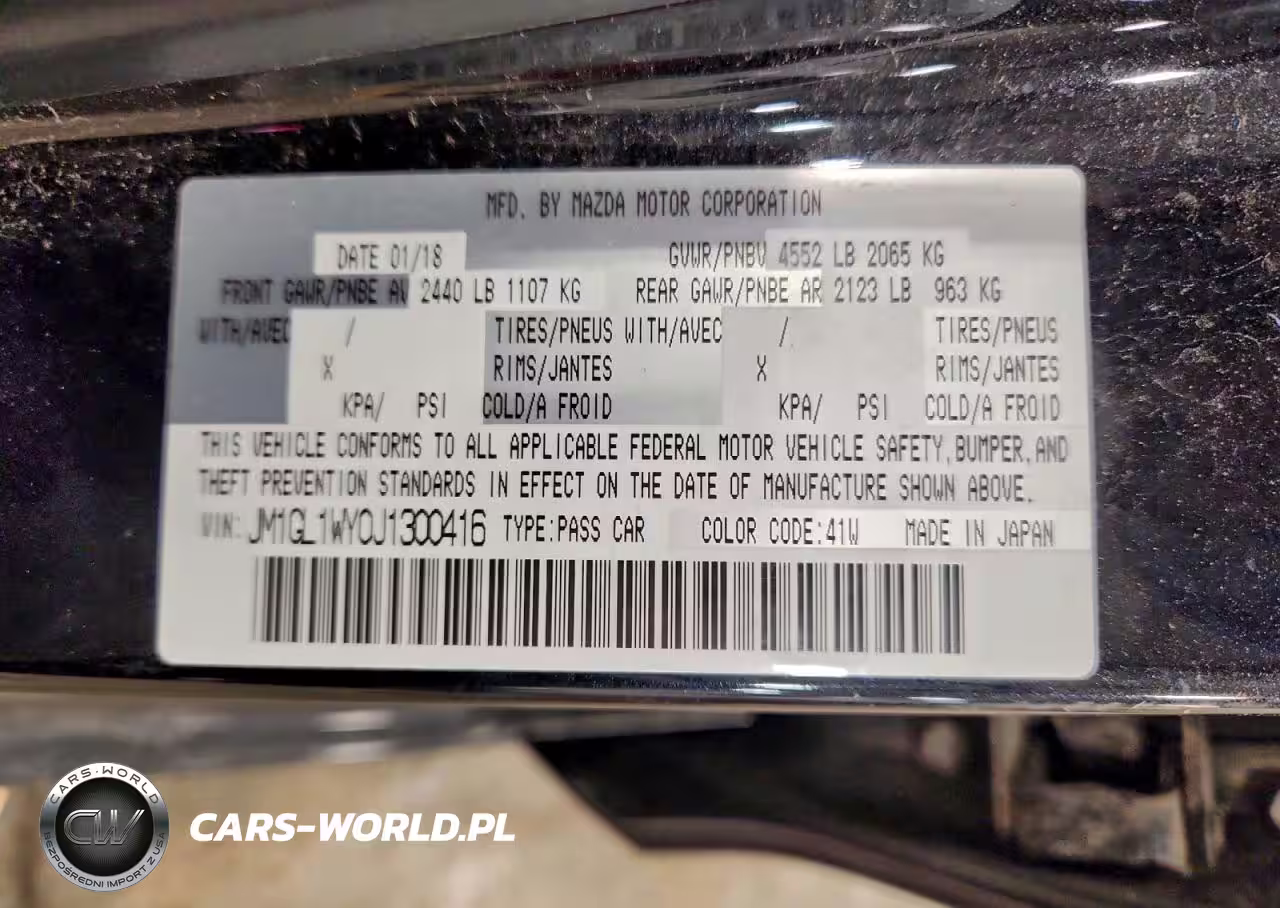 MFD. BY MAZDA MOTOR CORPORATION
DATE 01/18 GVWR/PNBV 4552 LB 2065 KG
FRONT GAWR/PNBE AV 2440 LB 1107 KG REAR GAWR/PNBE AR 2123 LB 963 KG
WITH/AVEC / TIRES/PNEUS WITH/AVEC / TIRES/PNEUS
X RIMS/JANTES X RIMS/JANTES
KPA/ PSI COLD/A FROID KPA/ PSI COLD/A FROID
THIS VEHICLE CONFORMS TO ALL APPLICABLE FEDERAL MOTOR VEHICLE SAFETY, BUMPER, AND
THEFT PREVENTION STANDARDS IN EFFECT ON THE DATE OF MANUFACTURE SHOWN ABOVE.
VIN: JM1GL1WY0J1300416 TYPE:PASS CAR COLOR CODE:41W MADE IN JAPAN
CARS-WORLD
CW
BEZPOŚREDNI IMPORT Z USA
CARS-WORLD.PL